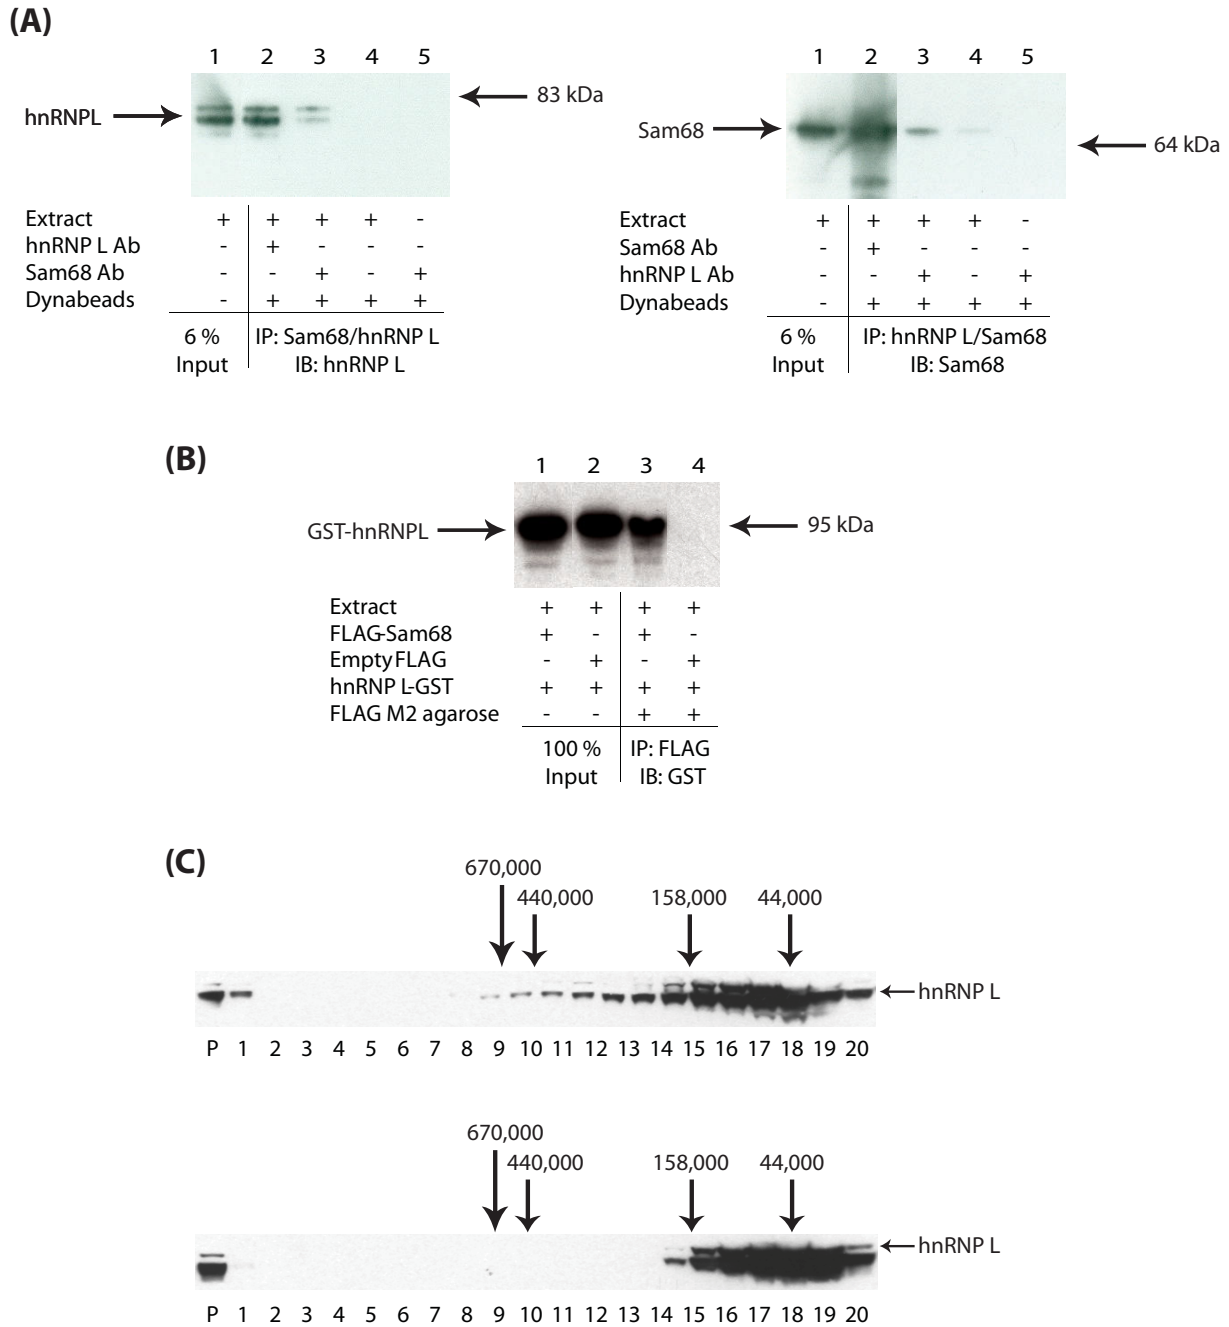 (A)
1 2 3 4 5
hnRNPL
83 kDa
Extract + + + + -
hnRNP L Ab - + - - -
Sam68 Ab - - + - +
Dynabeads - + + + +
6 % Input
IP: Sam68/hnRNP L
IB: hnRNP L
1 2 3 4 5
Sam68
64 kDa
Extract + + + + -
Sam68 Ab - + - - -
hnRNP L Ab - - + - +
Dynabeads - + + + +
6 % Input
IP: hnRNP L/Sam68
IB: Sam68
(B)
1 2 3 4
GST-hnRNPL
95 kDa
Extract + + + +
FLAG-Sam68 + - + -
Empty FLAG - + - +
hnRNP L-GST + + + +
FLAG M2 agarose - - + +
100 % Input
IP: FLAG
IB: GST
(C)
670,000
440,000 158,000 44,000
hnRNP L
P 1 2 3 4 5 6 7 8 9 10 11 12 13 14 15 16 17 18 19 20
670,000
440,000 158,000 44,000
hnRNP L
P 1 2 3 4 5 6 7 8 9 10 11 12 13 14 15 16 17 18 19 20